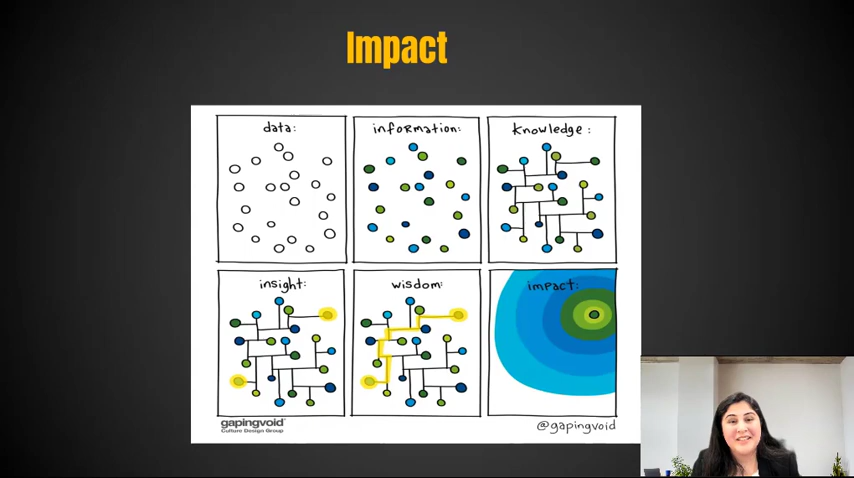 Impact
data:
information:
knowledge:
insight:
wisdom:
impact:
gapingvoid
Culture Design Group
@gapingvoid